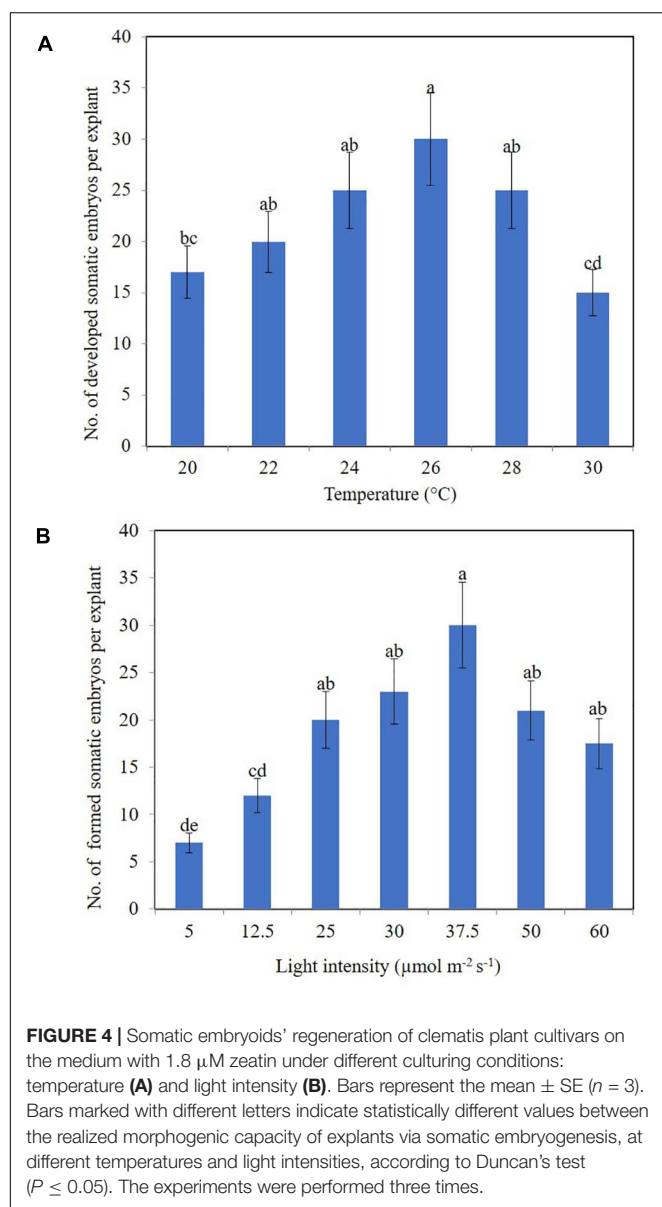 A
No. of developed somatic embryos per explant
40
35
30
25
20
15
10
5
0
bc
ab
ab
a
ab
cd
20 22 24 26 28 30
Temperature (°C)
B
No. of formed somatic embryos per explant
40
35
30
25
20
15
10
5
0
de
cd
ab
ab
a
ab
ab
5 12.5 25 30 37.5 50 60
Light intensity (µmol m⁻² s⁻¹)
FIGURE 4 | Somatic embryoids' regeneration of clematis plant cultivars on
the medium with 1.8 µM zeatin under different culturing conditions:
temperature (A) and light intensity (B). Bars represent the mean ± SE (n = 3).
Bars marked with different letters indicate statistically different values between
the realized morphogenic capacity of explants via somatic embryogenesis, at
different temperatures and light intensities, according to Duncan's test
(P ≤ 0.05). The experiments were performed three times.